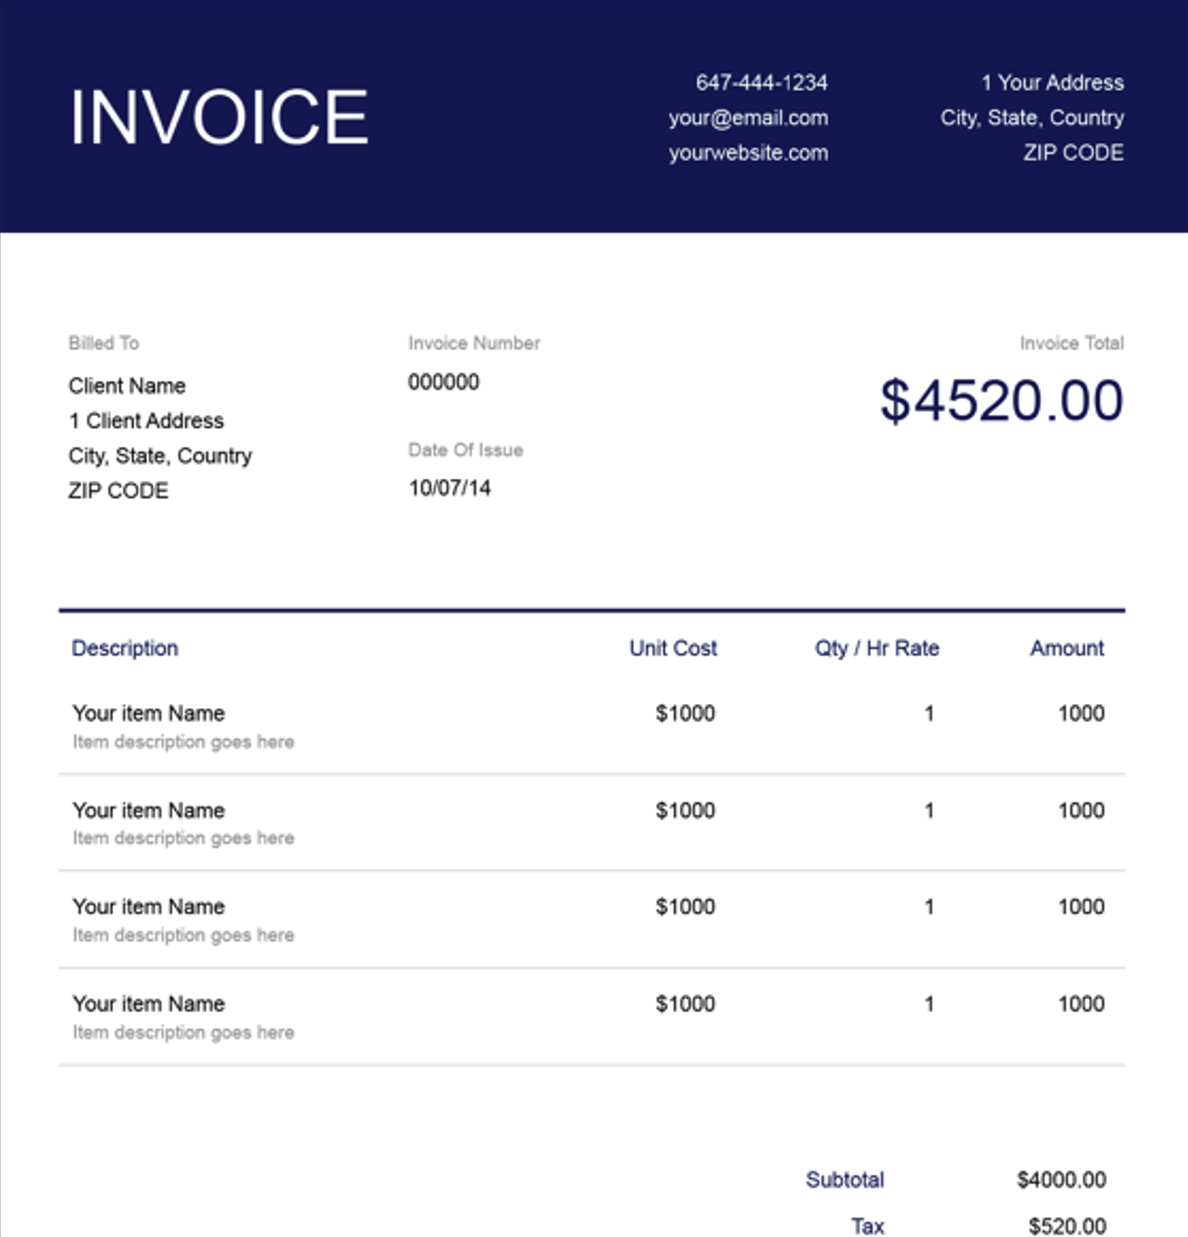 INVOICE
647-444-1234
your@email.com
yourwebsite.com
1 Your Address
City, State, Country
ZIP CODE
Billed To
Client Name
1 Client Address
City, State, Country
ZIP CODE
Invoice Number
000000
Date Of Issue
10/07/14
Invoice Total
$4520.00
Description Unit Cost Qty / Hr Rate Amount
Your item Name $1000 1 1000
Item description goes here
Your item Name $1000 1 1000
Item description goes here
Your item Name $1000 1 1000
Item description goes here
Your item Name $1000 1 1000
Item description goes here
Subtotal $4000.00
Tax $520.00